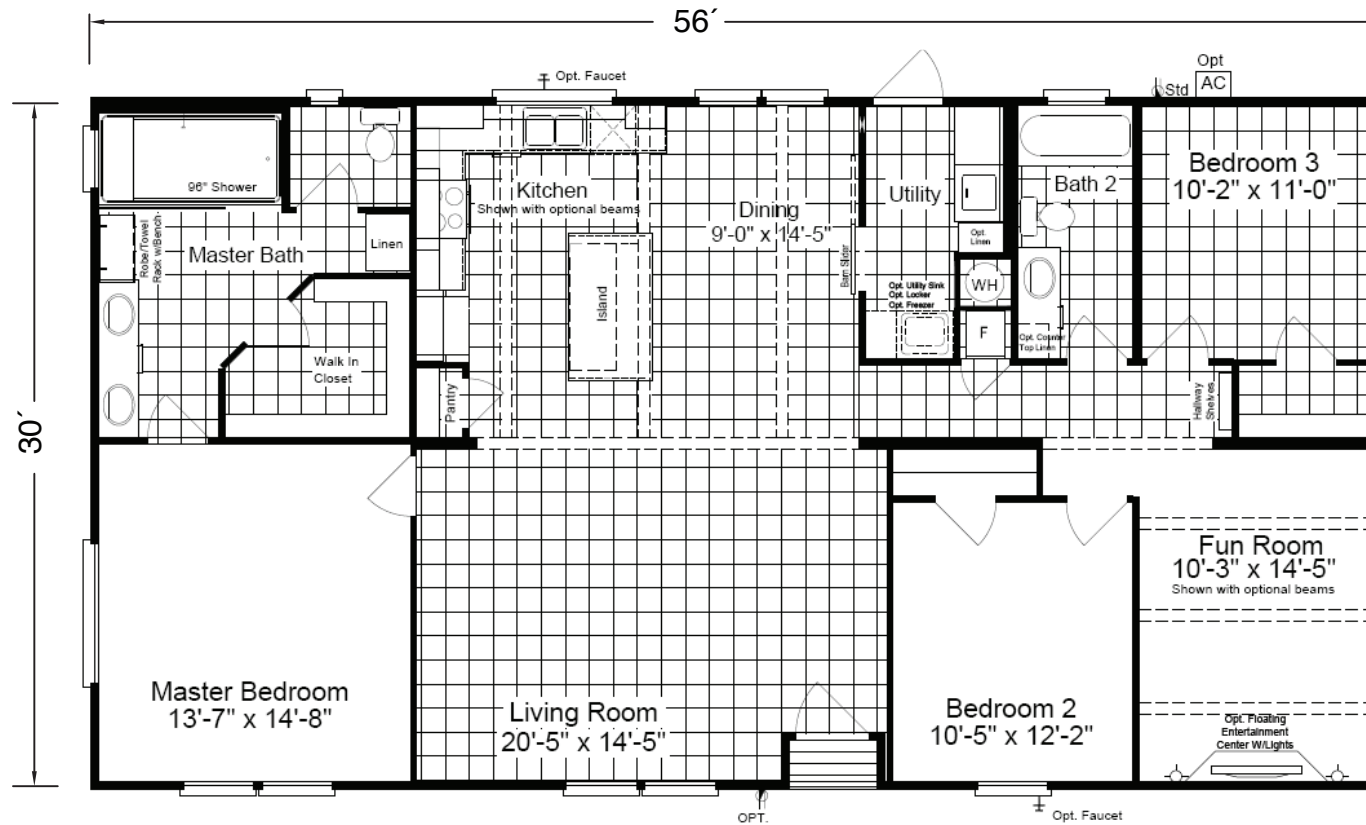 56´
Opt. Faucet
Opt
AC
Std
30´
96" Shower
Robe/Towel
Rack w/Bench
Master Bath
Linen
Walk In
Closet
Kitchen
Shown with optional beams
Island
Pantry
Dining
9'-0" x 14'-5"
Barn Slider
Utility
Opt.
Linen
WH
F
Opt. Utility Sink
Opt. Locker
Opt. Freezer
Bath 2
Opt. Counter
Top Linen
Bedroom 3
10'-2" x 11'-0"
Hallway
Shelves
Master Bedroom
13'-7" x 14'-8"
Living Room
20'-5" x 14'-5"
Bedroom 2
10'-5" x 12'-2"
Fun Room
10'-3" x 14'-5"
Shown with optional beams
Opt. Floating
Entertainment
Center W/Lights
OPT.
Opt. Faucet